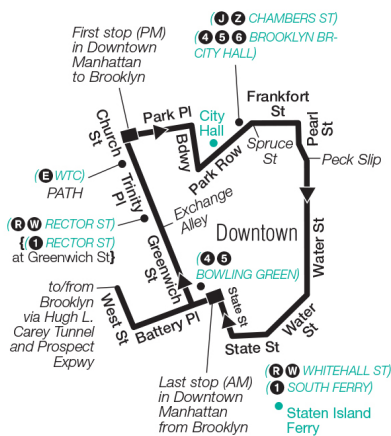 J Z CHAMBERS ST)
(4 5 6 BROOKLYN BR-
CITY HALL)
First stop (PM)
in Downtown
Manhattan
to Brooklyn
Frankfort
St
Park Pl
City
Hall
Church
St
Bdwy
Park Row
Spruce
St
Pearl
St
Peck Slip
(E WTC)
PATH
Trinity
Pl
Exchange
Alley
(R W RECTOR ST)
{(1 RECTOR ST)
at Greenwich St}
Downtown
Water St
Greenwich
St
(4 5
BOWLING GREEN)
to/from
Brooklyn
via Hugh L.
Carey Tunnel
and Prospect
Expwy
West St
Battery Pl
State St
State St
Water
St
Last stop (AM)
in Downtown
Manhattan
from Brooklyn
(R W WHITEHALL ST)
(1 SOUTH FERRY)
Staten Island
Ferry